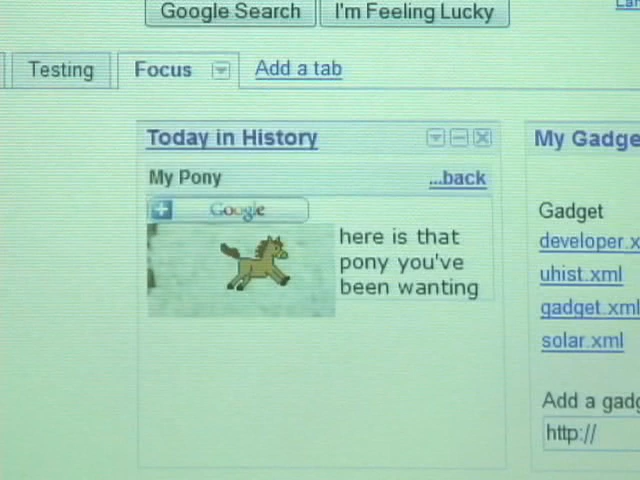 Google Search
I'm Feeling Lucky
Testing
Focus
Add a tab
Today in History
My Pony
...back
Google
here is that
pony you've
been wanting
My Gadge
Gadget
developer.x
uhist.xml
gadget.xml
solar.xml
Add a gadg
http://